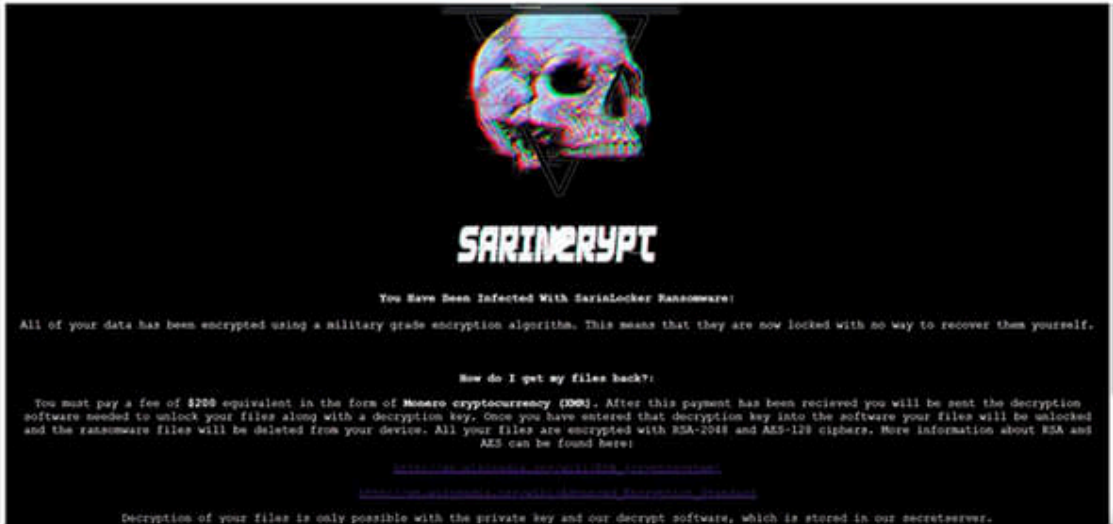 SARINCRYPT
You Have Been Infected With SarinLocker Ransomware:
All of your data has been encrypted using a military grade encryption algorithm. This means that they are now locked with no way to recover them yourself.
How do I get my files back?:
You must pay a fee of $200 equivalent in the form of Monero cryptocurrency (XMR). After this payment has been recieved you will be sent the decryption
software needed to unlock your files along with a decryption key. Once you have entered that decryption key into the software your files will be unlocked
and the ransomware files will be deleted from your device. All your files are encrypted with RSA-2048 and AES-128 ciphers. More information about RSA and
AES can be found here:
Decryption of your files is only possible with the private key and our decrypt software, which is stored in our secretserver.